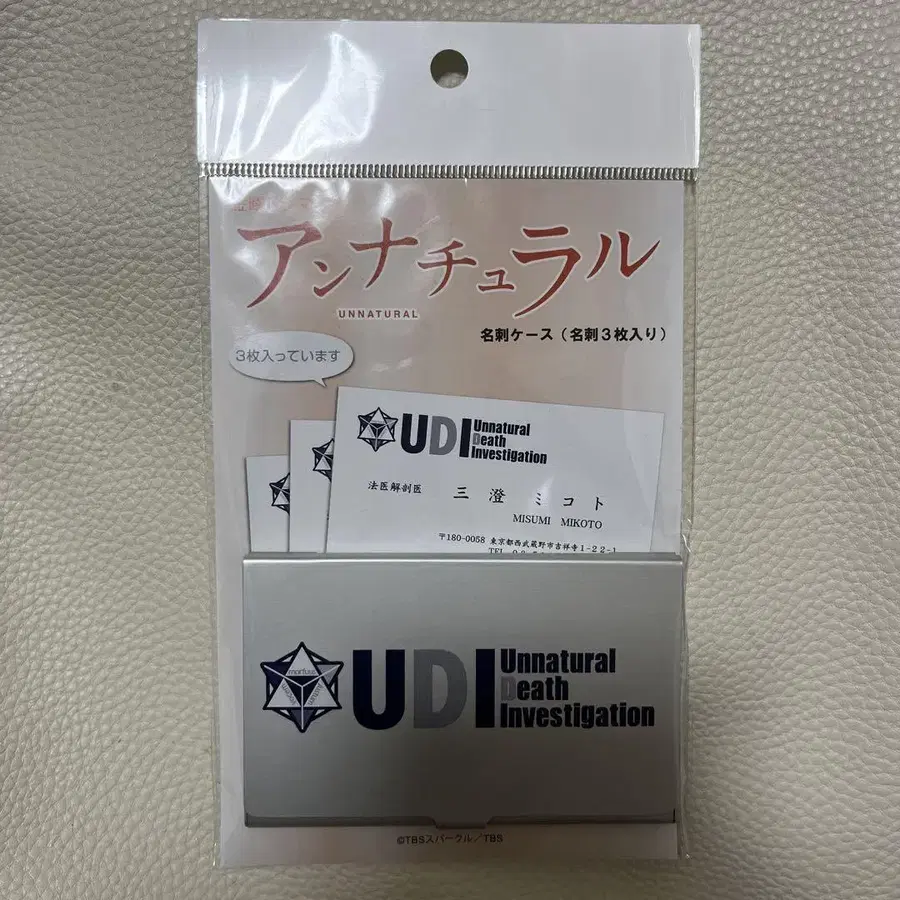 アンナチュラル
UNNATURAL
名刺ケース(名刺3枚入り)
3枚入っています
UDI Unnatural
Death
Investigation
法医解剖医 三澄ミコト
MISUMI MIKOTO
〒180-0058 東京都西武蔵野市吉祥寺1-22-1
TEL
UDI Unnatural
Death
Investigation
©TBSスパークル/TBS